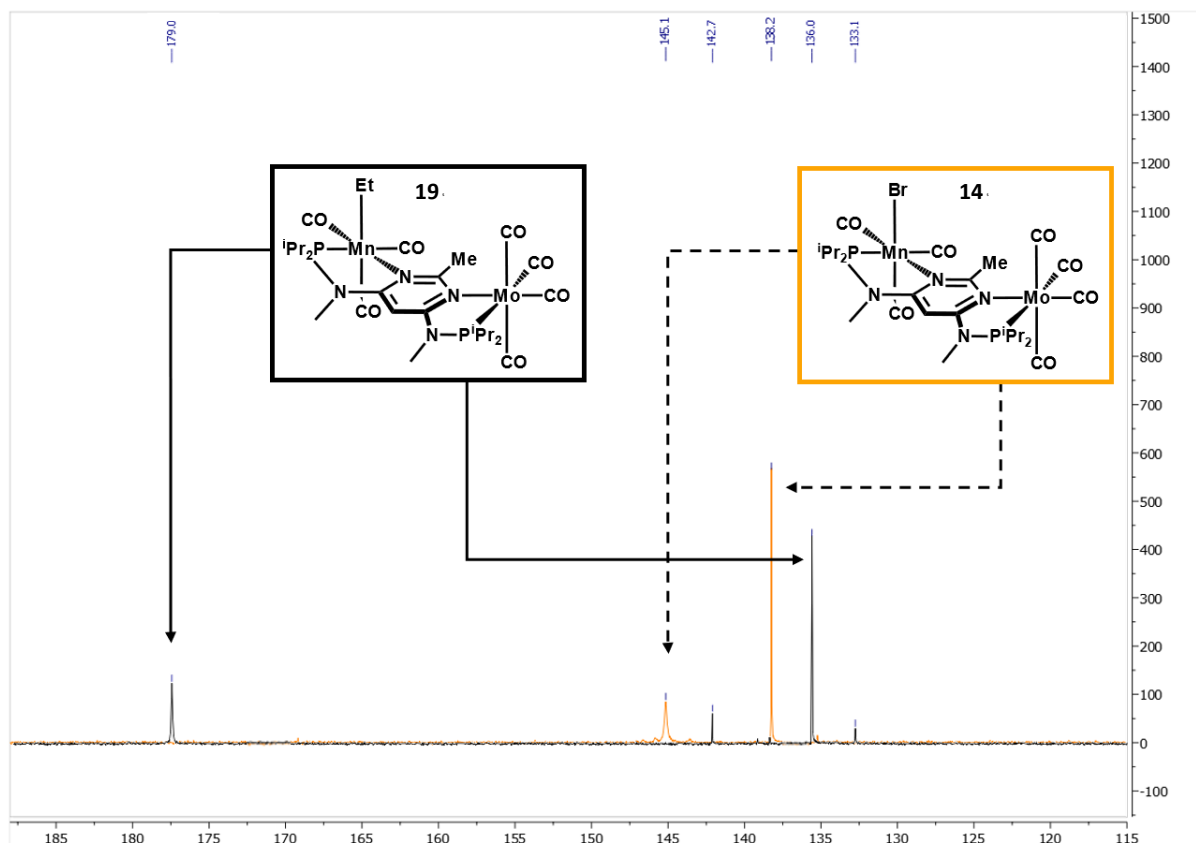 179.0
145.1
142.7
138.2
136.0
133.1
1500
1400
1300
1200
1100
1000
900
800
700
600
500
400
300
200
100
0
-100
Et
19
CO
iPr2P
Mn
CO
Me
CO
CO
N
N
Mo
CO
N
CO
N
PiPr2
CO
Br
14
CO
iPr2P
Mn
CO
Me
CO
CO
N
N
Mo
CO
N
CO
N
PiPr2
CO
185
180
175
170
165
160
155
150
145
140
135
130
125
120
115